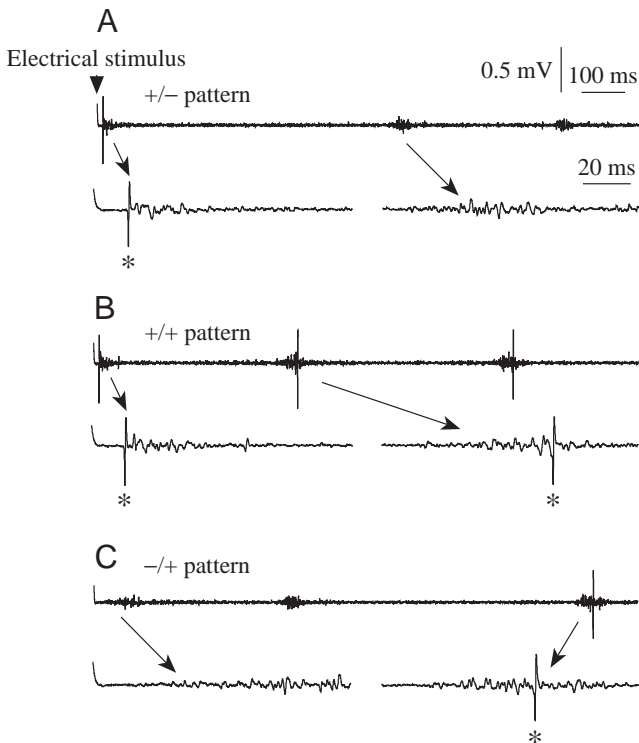 A
Electrical stimulus
0.5 mV
100 ms
+/− pattern
20 ms
*
B
+/+ pattern
*
*
C
−/+ pattern
*